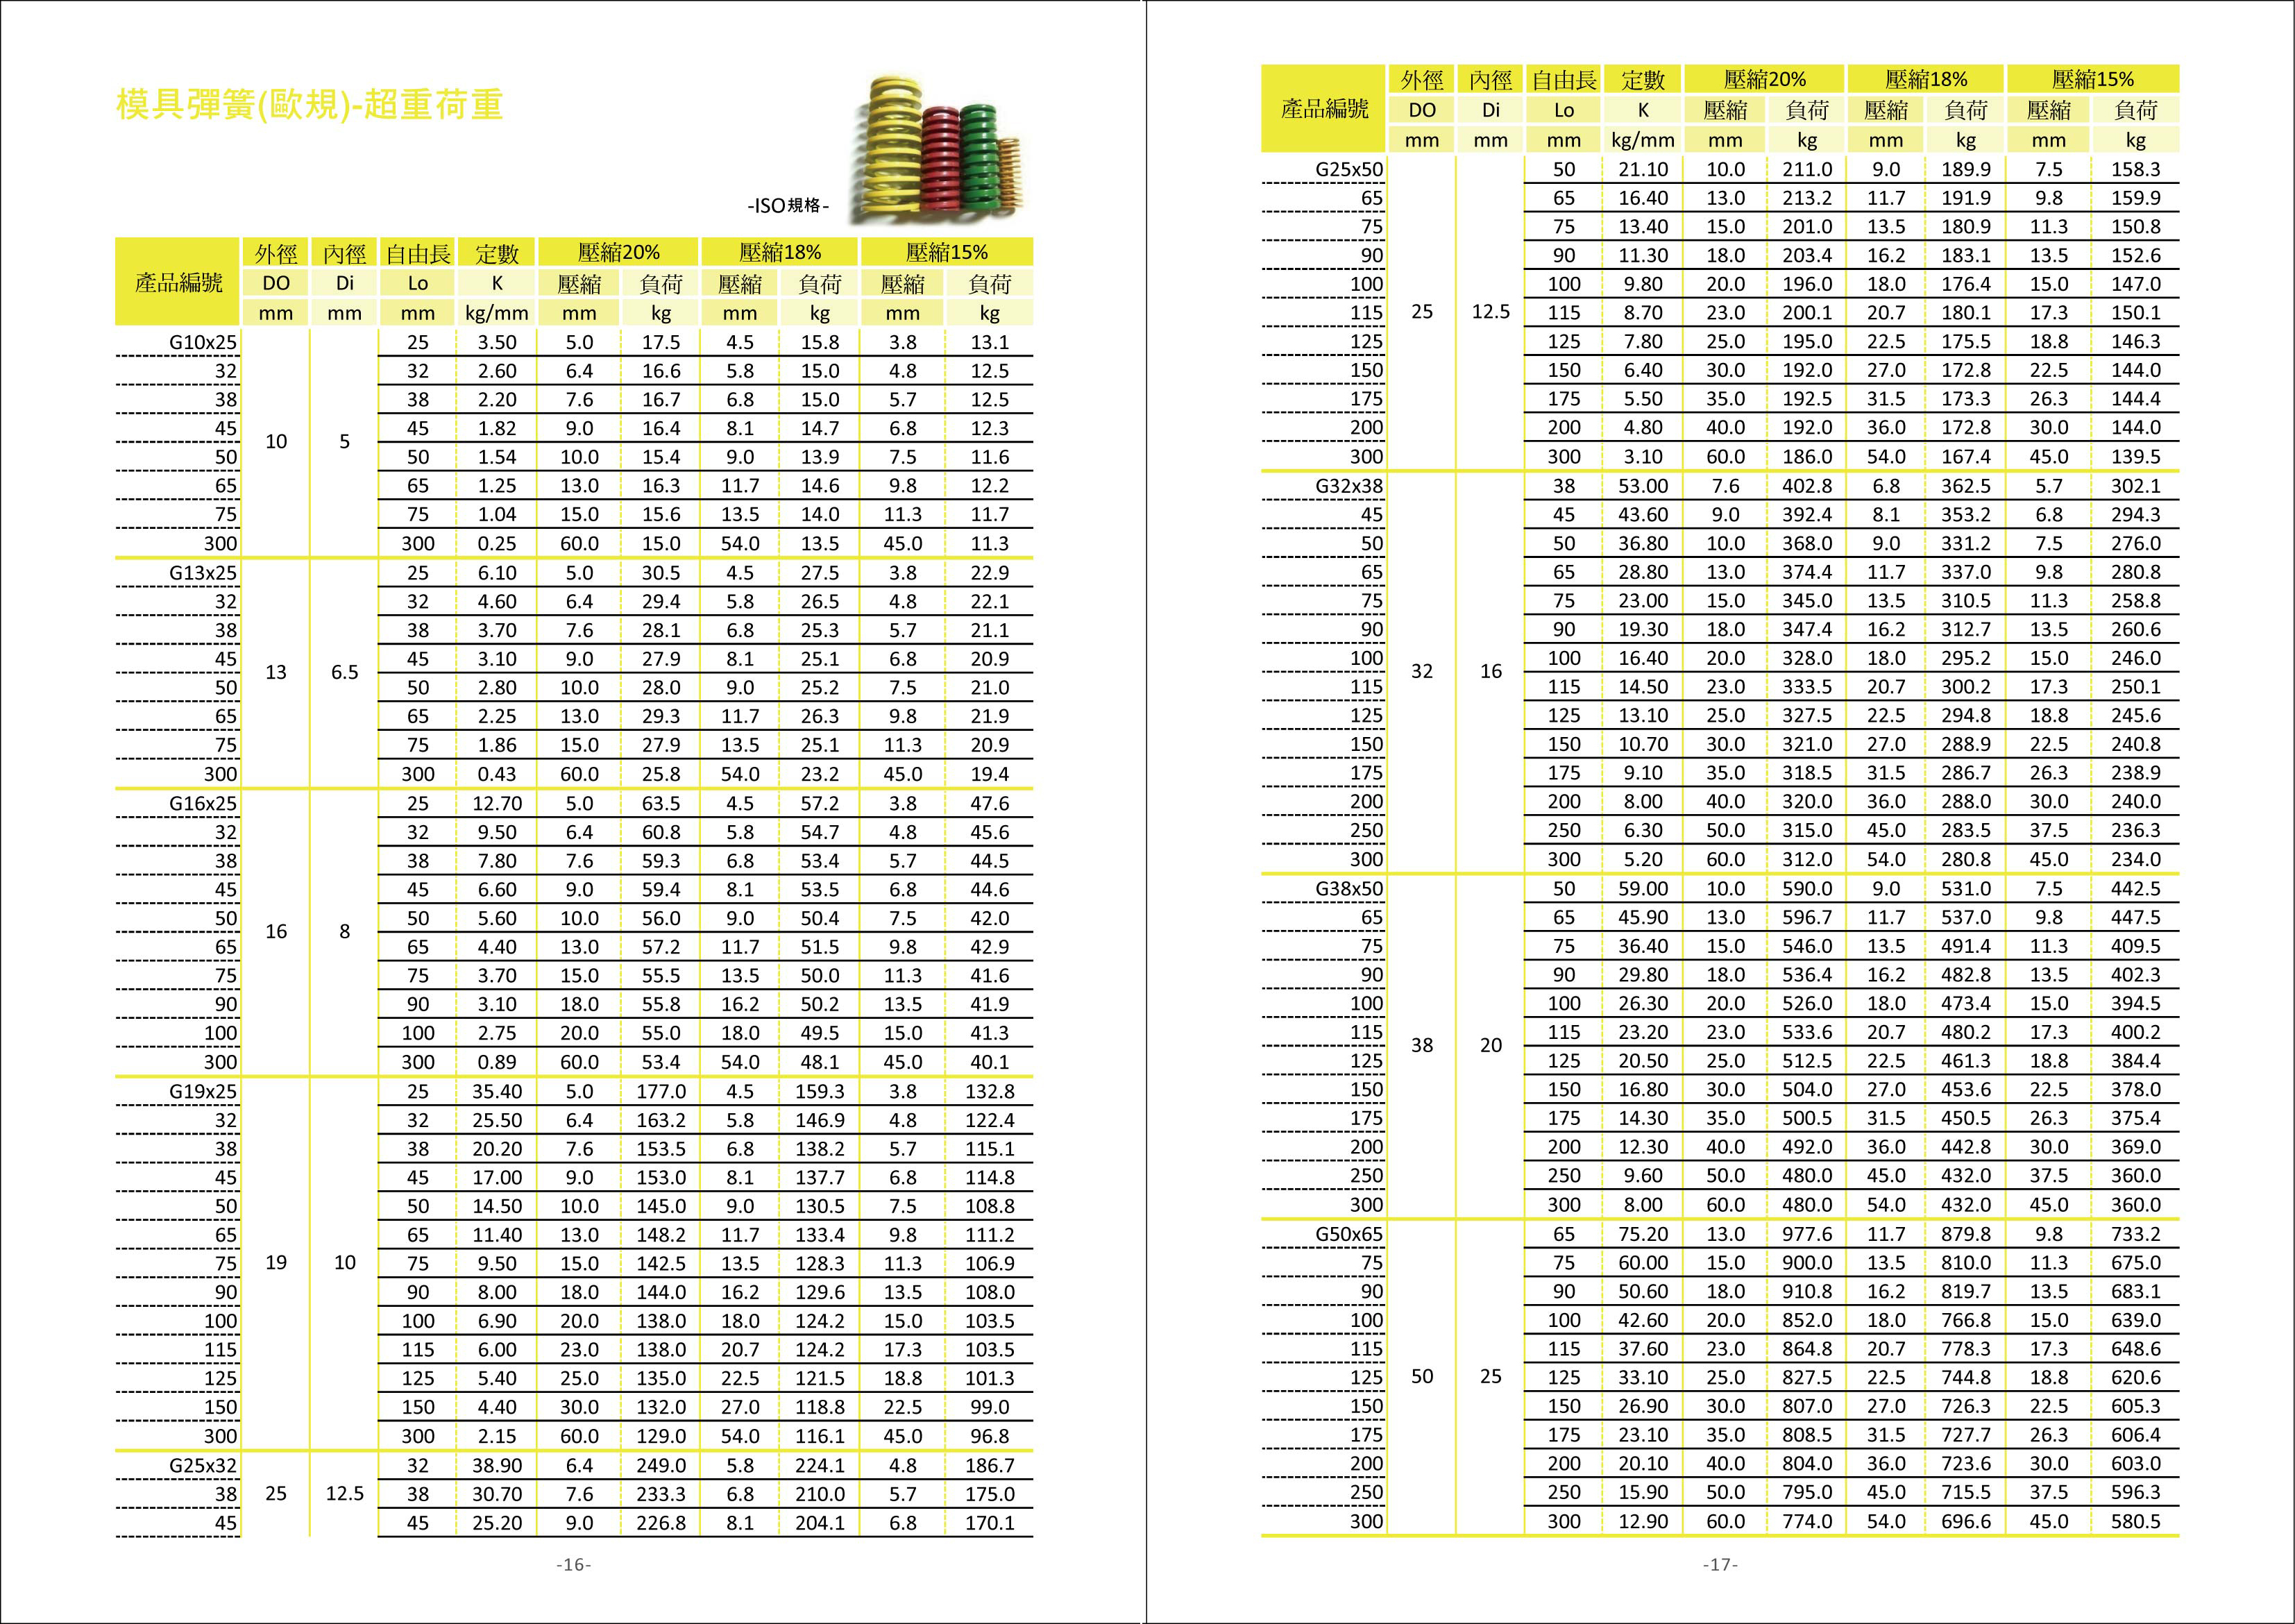 模具彈簧(歐規)-超重荷重
-ISO規格-
產品編號 外徑 內徑 自由長 定數 壓縮20% 壓縮18% 壓縮15%
DO Di Lo K 壓縮 負荷 壓縮 負荷 壓縮 負荷
mm mm mm kg/mm mm kg mm kg mm kg
G10x25 25 3.50 5.0 17.5 4.5 15.8 3.8 13.1
32 32 2.60 6.4 16.6 5.8 15.0 4.8 12.5
38 38 2.20 7.6 16.7 6.8 15.0 5.7 12.5
45 10 5 45 1.82 9.0 16.4 8.1 14.7 6.8 12.3
50 50 1.54 10.0 15.4 9.0 13.9 7.5 11.6
65 65 1.25 13.0 16.3 11.7 14.6 9.8 12.2
75 75 1.04 15.0 15.6 13.5 14.0 11.3 11.7
300 300 0.25 60.0 15.0 54.0 13.5 45.0 11.3
G13x25 25 6.10 5.0 30.5 4.5 27.5 3.8 22.9
32 32 4.60 6.4 29.4 5.8 26.5 4.8 22.1
38 38 3.70 7.6 28.1 6.8 25.3 5.7 21.1
45 13 6.5 45 3.10 9.0 27.9 8.1 25.1 6.8 20.9
50 50 2.80 10.0 28.0 9.0 25.2 7.5 21.0
65 65 2.25 13.0 29.3 11.7 26.3 9.8 21.9
75 75 1.86 15.0 27.9 13.5 25.1 11.3 20.9
300 300 0.43 60.0 25.8 54.0 23.2 45.0 19.4
G16x25 25 12.70 5.0 63.5 4.5 57.2 3.8 47.6
32 32 9.50 6.4 60.8 5.8 54.7 4.8 45.6
38 38 7.80 7.6 59.3 6.8 53.4 5.7 44.5
45 45 6.60 9.0 59.4 8.1 53.5 6.8 44.6
50 16 8 50 5.60 10.0 56.0 9.0 50.4 7.5 42.0
65 65 4.40 13.0 57.2 11.7 51.5 9.8 42.9
75 75 3.70 15.0 55.5 13.5 50.0 11.3 41.6
90 90 3.10 18.0 55.8 16.2 50.2 13.5 41.9
100 100 2.75 20.0 55.0 18.0 49.5 15.0 41.3
300 300 0.89 60.0 53.4 54.0 48.1 45.0 40.1
G19x25 25 35.40 5.0 177.0 4.5 159.3 3.8 132.8
32 32 25.50 6.4 163.2 5.8 146.9 4.8 122.4
38 38 20.20 7.6 153.5 6.8 138.2 5.7 115.1
45 45 17.00 9.0 153.0 8.1 137.7 6.8 114.8
50 50 14.50 10.0 145.0 9.0 130.5 7.5 108.8
65 65 11.40 13.0 148.2 11.7 133.4 9.8 111.2
75 19 10 75 9.50 15.0 142.5 13.5 128.3 11.3 106.9
90 90 8.00 18.0 144.0 16.2 129.6 13.5 108.0
100 100 6.90 20.0 138.0 18.0 124.2 15.0 103.5
115 115 6.00 23.0 138.0 20.7 124.2 17.3 103.5
125 125 5.40 25.0 135.0 22.5 121.5 18.8 101.3
150 150 4.40 30.0 132.0 27.0 118.8 22.5 99.0
300 300 2.15 60.0 129.0 54.0 116.1 45.0 96.8
G25x32 32 38.90 6.4 249.0 5.8 224.1 4.8 186.7
38 25 12.5 38 30.70 7.6 233.3 6.8 210.0 5.7 175.0
45 45 25.20 9.0 226.8 8.1 204.1 6.8 170.1
-16-
產品編號 外徑 內徑 自由長 定數 壓縮20% 壓縮18% 壓縮15%
DO Di Lo K 壓縮 負荷 壓縮 負荷 壓縮 負荷
mm mm mm kg/mm mm kg mm kg mm kg
G25x50 50 21.10 10.0 211.0 9.0 189.9 7.5 158.3
65 65 16.40 13.0 213.2 11.7 191.9 9.8 159.9
75 75 13.40 15.0 201.0 13.5 180.9 11.3 150.8
90 90 11.30 18.0 203.4 16.2 183.1 13.5 152.6
100 100 9.80 20.0 196.0 18.0 176.4 15.0 147.0
115 25 12.5 115 8.70 23.0 200.1 20.7 180.1 17.3 150.1
125 125 7.80 25.0 195.0 22.5 175.5 18.8 146.3
150 150 6.40 30.0 192.0 27.0 172.8 22.5 144.0
175 175 5.50 35.0 192.5 31.5 173.3 26.3 144.4
200 200 4.80 40.0 192.0 36.0 172.8 30.0 144.0
300 300 3.10 60.0 186.0 54.0 167.4 45.0 139.5
G32x38 38 53.00 7.6 402.8 6.8 362.5 5.7 302.1
45 45 43.60 9.0 392.4 8.1 353.2 6.8 294.3
50 50 36.80 10.0 368.0 9.0 331.2 7.5 276.0
65 65 28.80 13.0 374.4 11.7 337.0 9.8 280.8
75 75 23.00 15.0 345.0 13.5 310.5 11.3 258.8
90 90 19.30 18.0 347.4 16.2 312.7 13.5 260.6
100 32 16 100 16.40 20.0 328.0 18.0 295.2 15.0 246.0
115 115 14.50 23.0 333.5 20.7 300.2 17.3 250.1
125 125 13.10 25.0 327.5 22.5 294.8 18.8 245.6
150 150 10.70 30.0 321.0 27.0 288.9 22.5 240.8
175 175 9.10 35.0 318.5 31.5 286.7 26.3 238.9
200 200 8.00 40.0 320.0 36.0 288.0 30.0 240.0
250 250 6.30 50.0 315.0 45.0 283.5 37.5 236.3
300 300 5.20 60.0 312.0 54.0 280.8 45.0 234.0
G38x50 50 59.00 10.0 590.0 9.0 531.0 7.5 442.5
65 65 45.90 13.0 596.7 11.7 537.0 9.8 447.5
75 75 36.40 15.0 546.0 13.5 491.4 11.3 409.5
90 90 29.80 18.0 536.4 16.2 482.8 13.5 402.3
100 100 26.30 20.0 526.0 18.0 473.4 15.0 394.5
115 38 20 115 23.20 23.0 533.6 20.7 480.2 17.3 400.2
125 125 20.50 25.0 512.5 22.5 461.3 18.8 384.4
150 150 16.80 30.0 504.0 27.0 453.6 22.5 378.0
175 175 14.30 35.0 500.5 31.5 450.5 26.3 375.4
200 200 12.30 40.0 492.0 36.0 442.8 30.0 369.0
250 250 9.60 50.0 480.0 45.0 432.0 37.5 360.0
300 300 8.00 60.0 480.0 54.0 432.0 45.0 360.0
G50x65 65 75.20 13.0 977.6 11.7 879.8 9.8 733.2
75 75 60.00 15.0 900.0 13.5 810.0 11.3 675.0
90 90 50.60 18.0 910.8 16.2 819.7 13.5 683.1
100 100 42.60 20.0 852.0 18.0 766.8 15.0 639.0
115 115 37.60 23.0 864.8 20.7 778.3 17.3 648.6
125 50 25 125 33.10 25.0 827.5 22.5 744.8 18.8 620.6
150 150 26.90 30.0 807.0 27.0 726.3 22.5 605.3
175 175 23.10 35.0 808.5 31.5 727.7 26.3 606.4
200 200 20.10 40.0 804.0 36.0 723.6 30.0 603.0
250 250 15.90 50.0 795.0 45.0 715.5 37.5 596.3
300 300 12.90 60.0 774.0 54.0 696.6 45.0 580.5
-17-